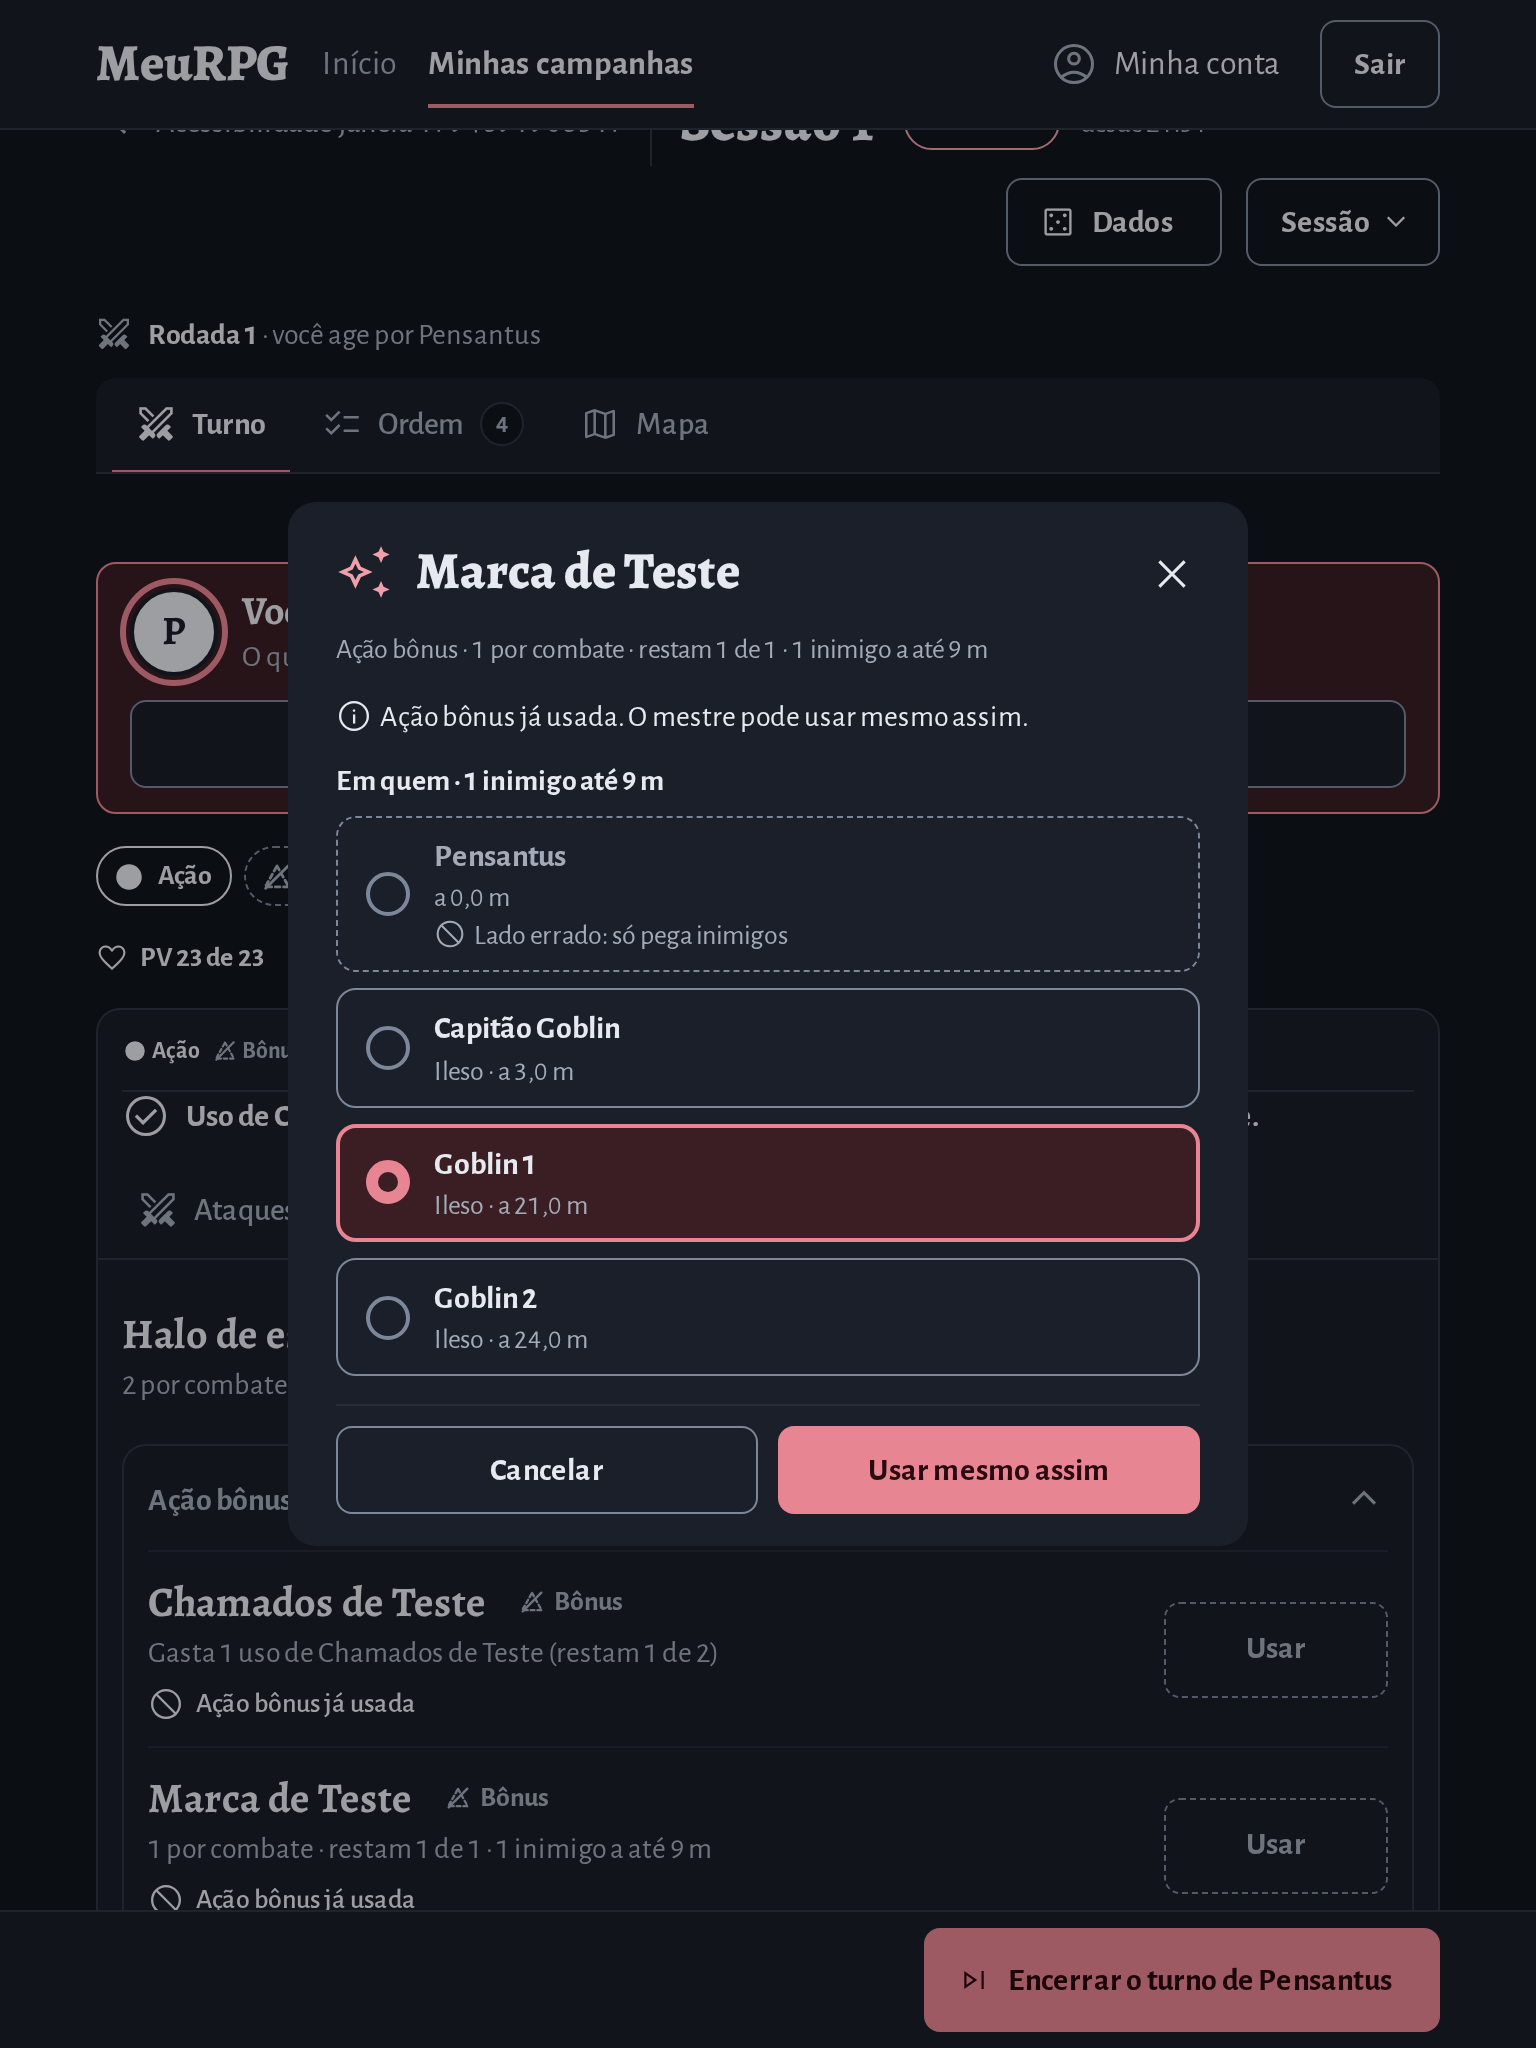 MeuRPG Início Minhas campanhas Minha conta Sair
Sessão 1
Dados Sessão
Rodada 1 · você age por Pensantus
Turno Ordem 4 Mapa
Marca de Teste
P
Ação bônus · 1 por combate · restam 1 de 1 · 1 inimigo a até 9 m
Ação bônus já usada. O mestre pode usar mesmo assim.
Em quem · 1 inimigo até 9 m
Pensantus
a 0,0 m
Lado errado: só pega inimigos
Ação
PV 23 de 23
Capitão Goblin
Ileso · a 3,0 m
Ação
Uso de
Goblin 1
Ileso · a 21,0 m
Ataques
Goblin 2
Ileso · a 24,0 m
Halo de
2 por combate
Cancelar Usar mesmo assim
Ação bônus
Chamados de Teste Bônus
Gasta 1 uso de Chamados de Teste (restam 1 de 2)
Ação bônus já usada
Usar
Marca de Teste Bônus
1 por combate · restam 1 de 1 · 1 inimigo a até 9 m
Ação bônus já usada
Usar
Encerrar o turno de Pensantus